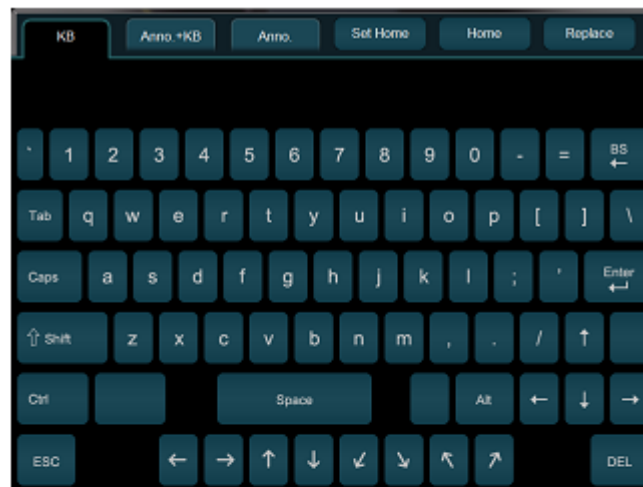 KB Anno.+KB Anno. Set Home Home Replace
` 1 2 3 4 5 6 7 8 9 0 - = BS ←
Tab q w e r t y u i o p [ ] \
Caps a s d f g h j k l ; ' Enter ↵
⇧ Shift z x c v b n m , . / ↑
Ctrl Space Alt ← ↓ →
ESC ← → ↑ ↓ ↙ ↘ ↖ ↗ DEL